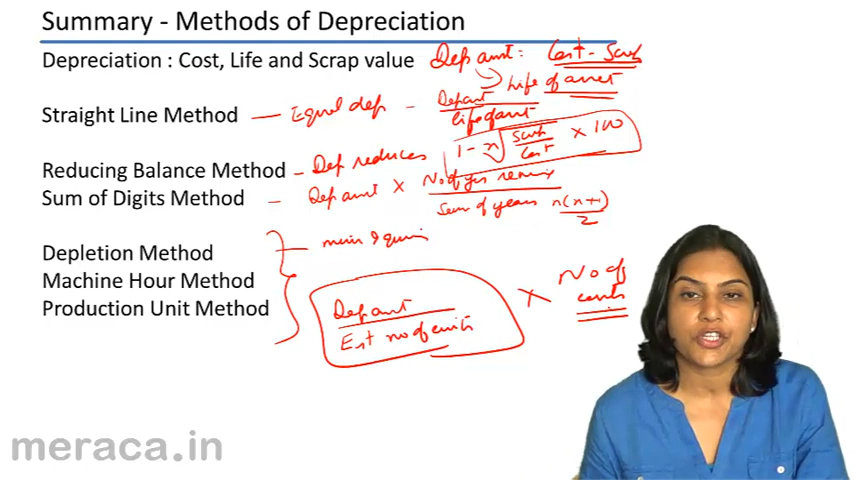 Summary - Methods of Depreciation
Depreciation : Cost, Life and Scrap value Dep amt: Cost - Scrap
Life of asset
Straight Line Method — Equal dep - Dep amt
life of asset
1 - n√ Scrap/Cost × 100
Reducing Balance Method - Dep reduces
Sum of Digits Method - Dep amt × No of yrs
Sum of years n(n+1)/2
Depletion Method
Machine Hour Method
Production Unit Method
Dep amt × No of units
Est no of units
meraca.in